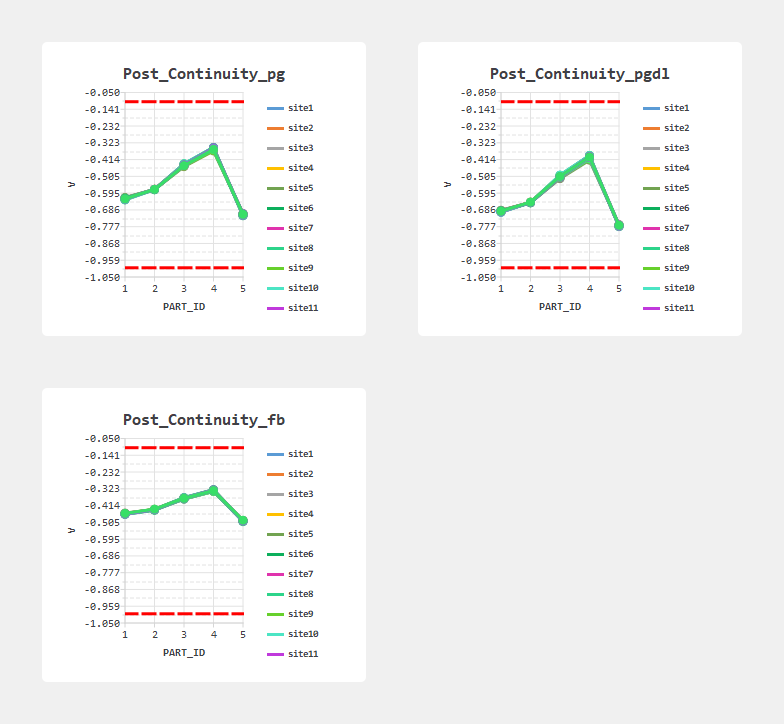 Post_Continuity_pg
-0.050
-0.141
-0.232
-0.323
-0.414
-0.505
-0.595
-0.686
-0.777
-0.868
-0.959
-1.050
V
1 2 3 4 5
PART_ID
site1
site2
site3
site4
site5
site6
site7
site8
site9
site10
site11
Post_Continuity_pgdl
-0.050
-0.141
-0.232
-0.323
-0.414
-0.505
-0.595
-0.686
-0.777
-0.868
-0.959
-1.050
V
1 2 3 4 5
PART_ID
site1
site2
site3
site4
site5
site6
site7
site8
site9
site10
site11
Post_Continuity_fb
-0.050
-0.141
-0.232
-0.323
-0.414
-0.505
-0.595
-0.686
-0.777
-0.868
-0.959
-1.050
V
1 2 3 4 5
PART_ID
site1
site2
site3
site4
site5
site6
site7
site8
site9
site10
site11